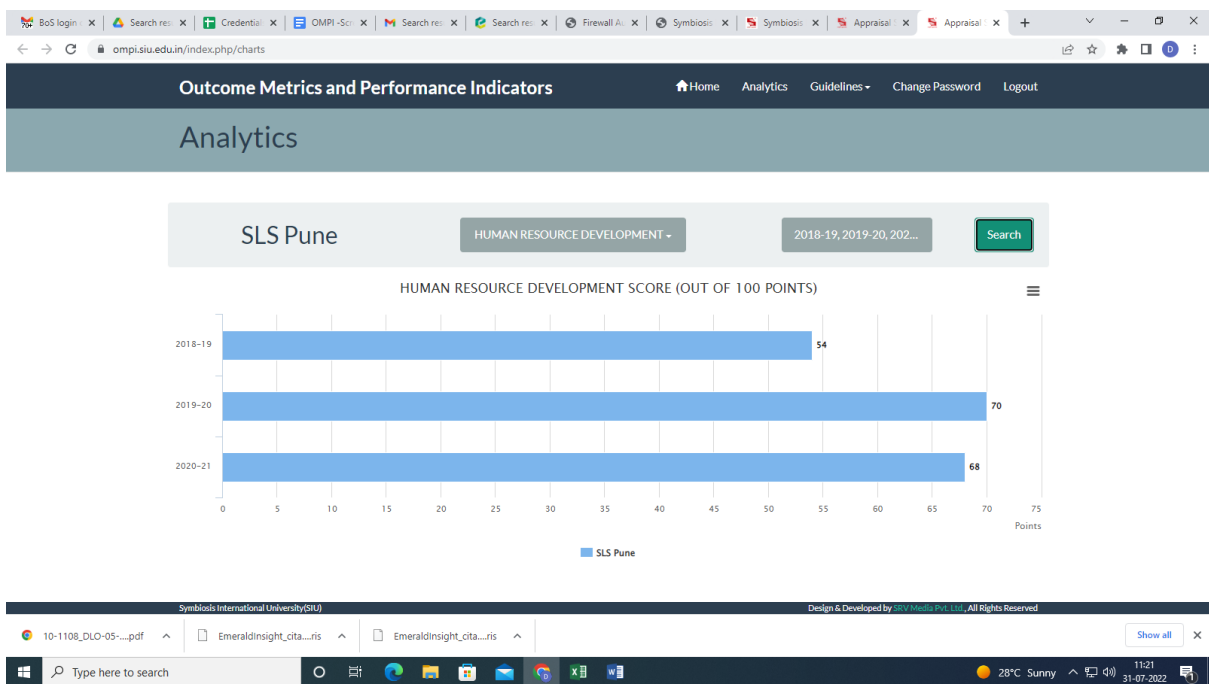 BoS login
Search res
Credential
OMPI -Scr
Search res
Search res
Firewall Au
Symbiosis
Symbiosis
Appraisal
Appraisal S
ompi.siu.edu.in/index.php/charts
D
Outcome Metrics and Performance Indicators
Home Analytics Guidelines Change Password Logout
Analytics
SLS Pune
HUMAN RESOURCE DEVELOPMENT
2018-19, 2019-20, 202...
Search
HUMAN RESOURCE DEVELOPMENT SCORE (OUT OF 100 POINTS)
2018-19 54
2019-20 70
2020-21 68
0 5 10 15 20 25 30 35 40 45 50 55 60 65 70 75
Points
SLS Pune
Symbiosis International University(SIU) Design & Developed by SRV Media Pvt. Ltd., All Rights Reserved
10-1108_DLO-05-....pdf EmeraldInsight_cita....ris EmeraldInsight_cita....ris Show all
Type here to search
28°C Sunny
11:21
31-07-2022